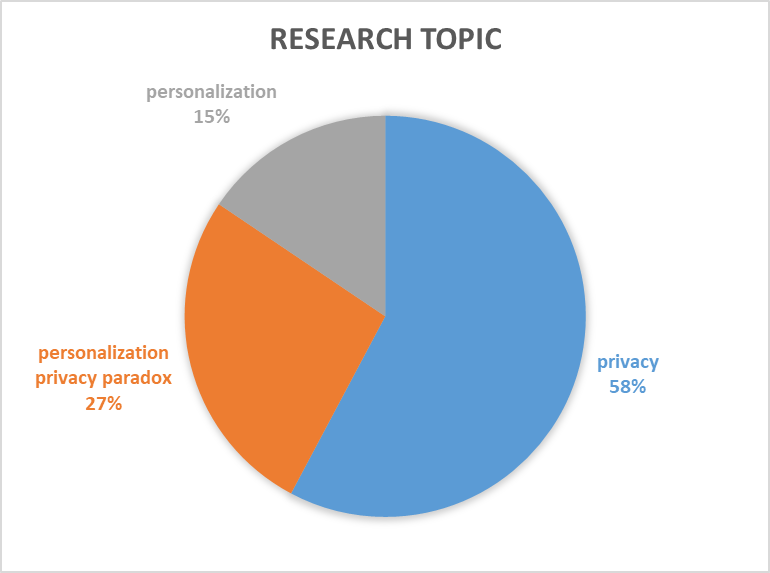 RESEARCH TOPIC
personalization
15%
personalization
privacy paradox
27%
privacy
58%